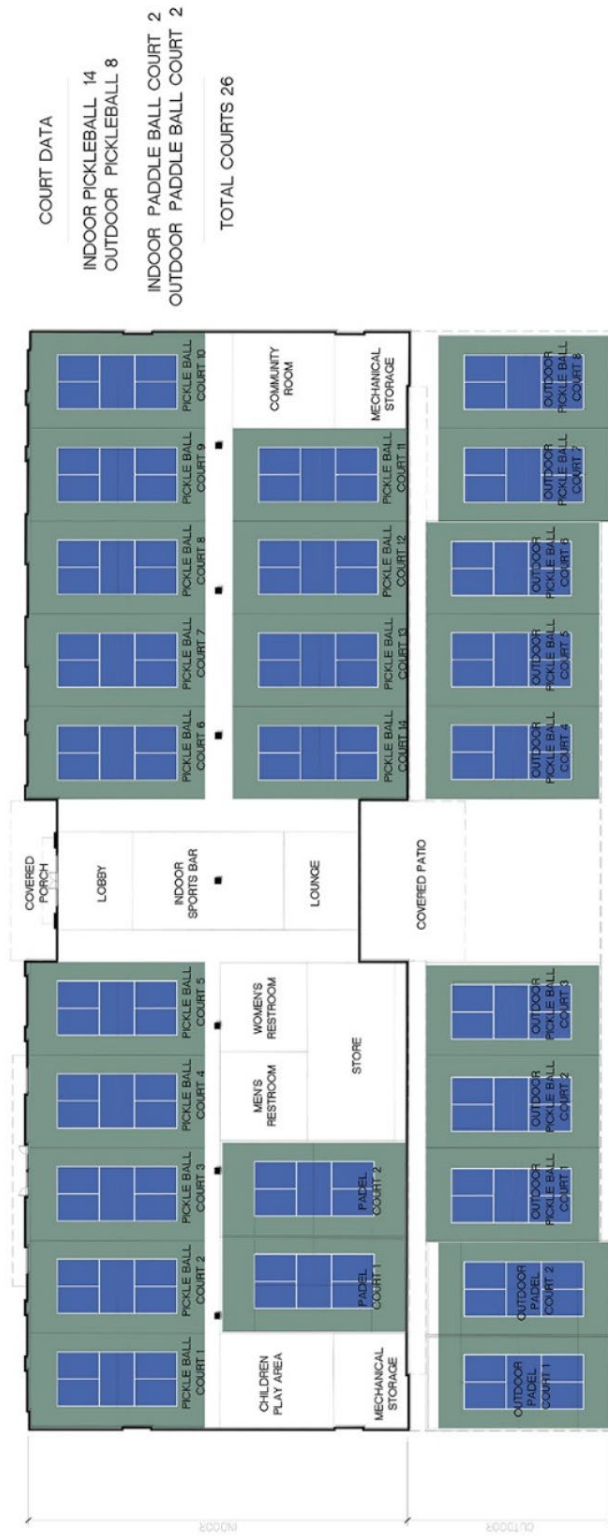 COURT DATA
INDOOR PICKLEBALL 14
OUTDOOR PICKLEBALL 8
INDOOR PADDLE BALL COURT 2
OUTDOOR PADDLE BALL COURT 2
TOTAL COURTS 26
COVERED
PORCH
PICKLE BALL
COURT 1
PICKLE BALL
COURT 2
PICKLE BALL
COURT 3
PICKLE BALL
COURT 4
PICKLE BALL
COURT 5
LOBBY
INDOOR
SPORTS BAR
LOUNGE
PICKLE BALL
COURT 6
PICKLE BALL
COURT 7
PICKLE BALL
COURT 8
PICKLE BALL
COURT 9
PICKLE BALL
COURT 10
INDOOR
CHILDREN
PLAY AREA
MECHANICAL
STORAGE
PADEL
COURT 1
PADEL
COURT 2
MEN'S
RESTROOM
WOMEN'S
RESTROOM
STORE
PICKLE BALL
COURT 14
PICKLE BALL
COURT 13
PICKLE BALL
COURT 12
PICKLE BALL
COURT 11
COMMUNITY
ROOM
MECHANICAL
STORAGE
COVERED PATIO
OUTDOOR
OUTDOOR
PADEL
COURT 1
OUTDOOR
PADEL
COURT 2
OUTDOOR
PICKLE BALL
COURT 1
OUTDOOR
PICKLE BALL
COURT 2
OUTDOOR
PICKLE BALL
COURT 3
OUTDOOR
PICKLE BALL
COURT 4
OUTDOOR
PICKLE BALL
COURT 5
OUTDOOR
PICKLE BALL
COURT 6
OUTDOOR
PICKLE BALL
COURT 7
OUTDOOR
PICKLE BALL
COURT 8